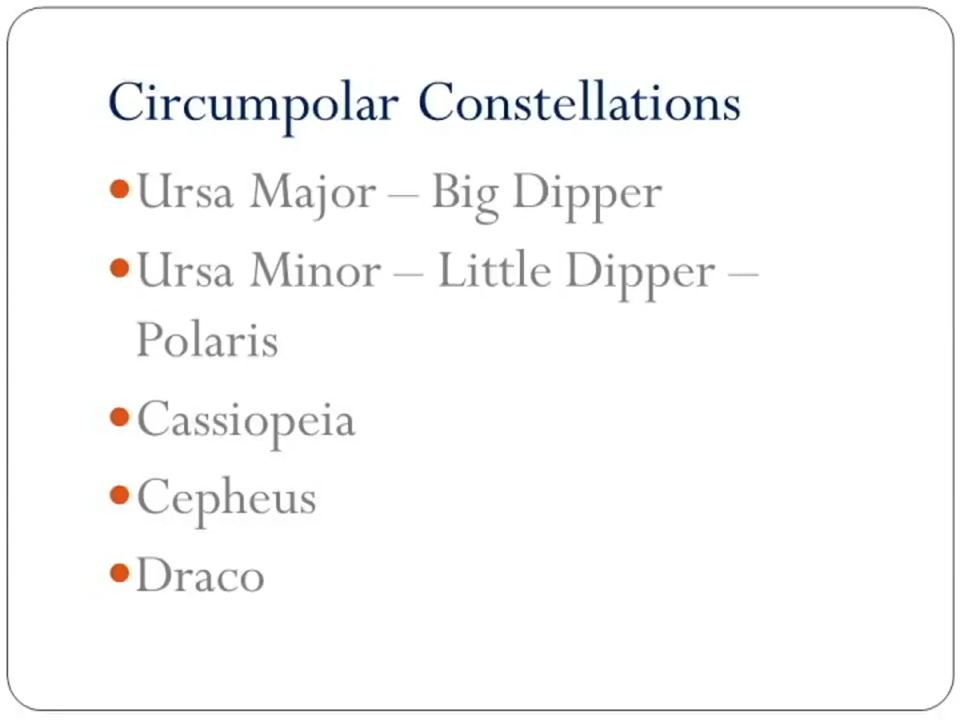 Circumpolar Constellations
•Ursa Major – Big Dipper
•Ursa Minor – Little Dipper –
Polaris
•Cassiopeia
•Cepheus
•Draco